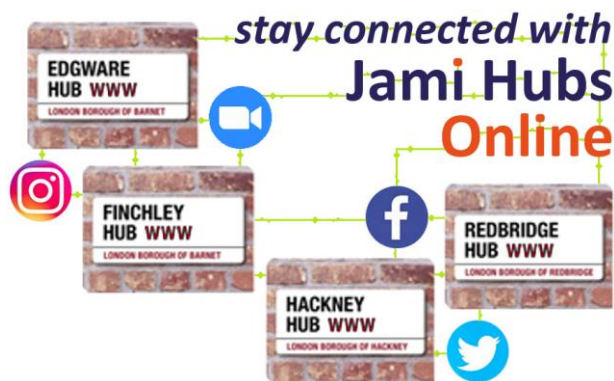 stay connected with
Jami Hubs
Online
EDGWARE
HUB WWW
LONDON BOROUGH OF BARNET
FINCHLEY
HUB WWW
LONDON BOROUGH OF BARNET
REDBRIDGE
HUB WWW
LONDON BOROUGH OF REDBRIDGE
HACKNEY
HUB WWW
LONDON BOROUGH OF HACKNEY